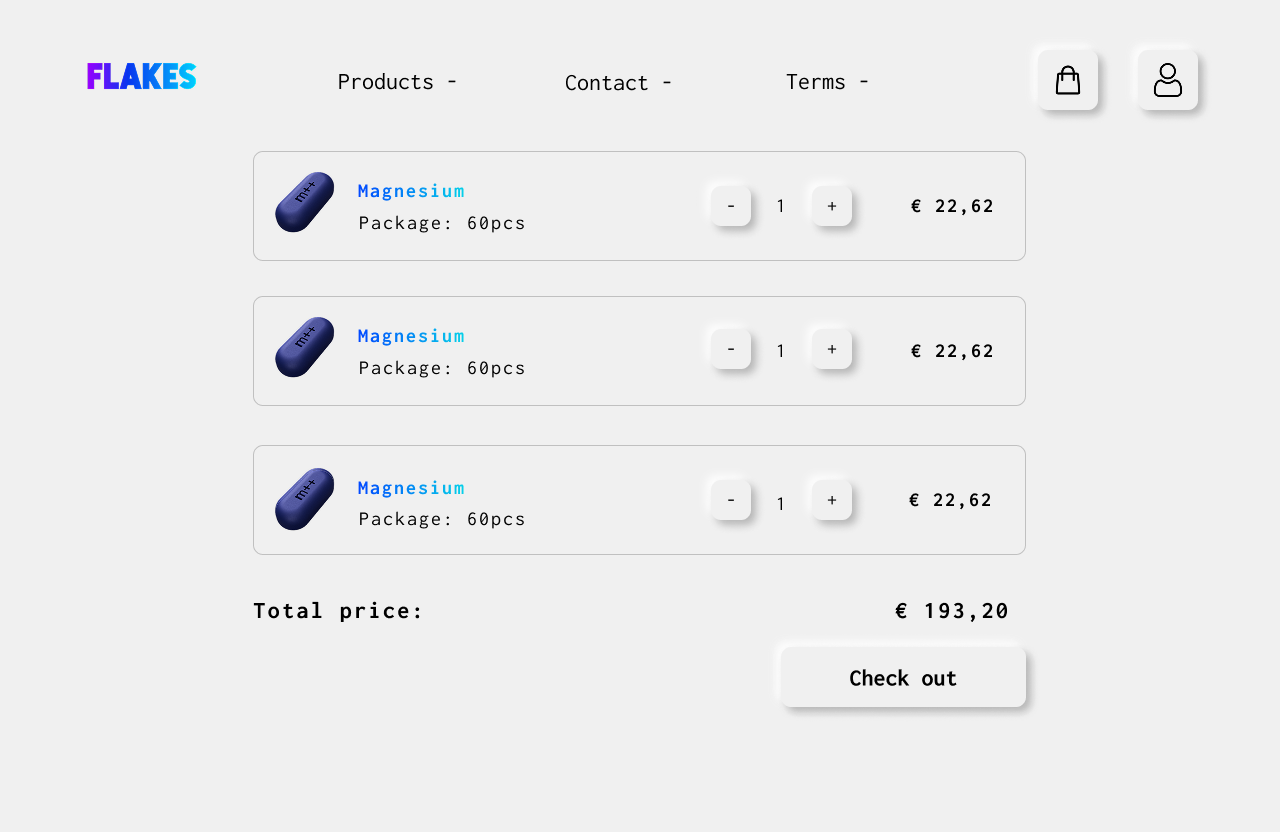 FLAKES
Products -
Contact -
Terms -
m++
Magnesium
Package: 60pcs
- 1 +
€ 22,62
m++
Magnesium
Package: 60pcs
- 1 +
€ 22,62
m++
Magnesium
Package: 60pcs
- 1 +
€ 22,62
Total price:
€ 193,20
Check out